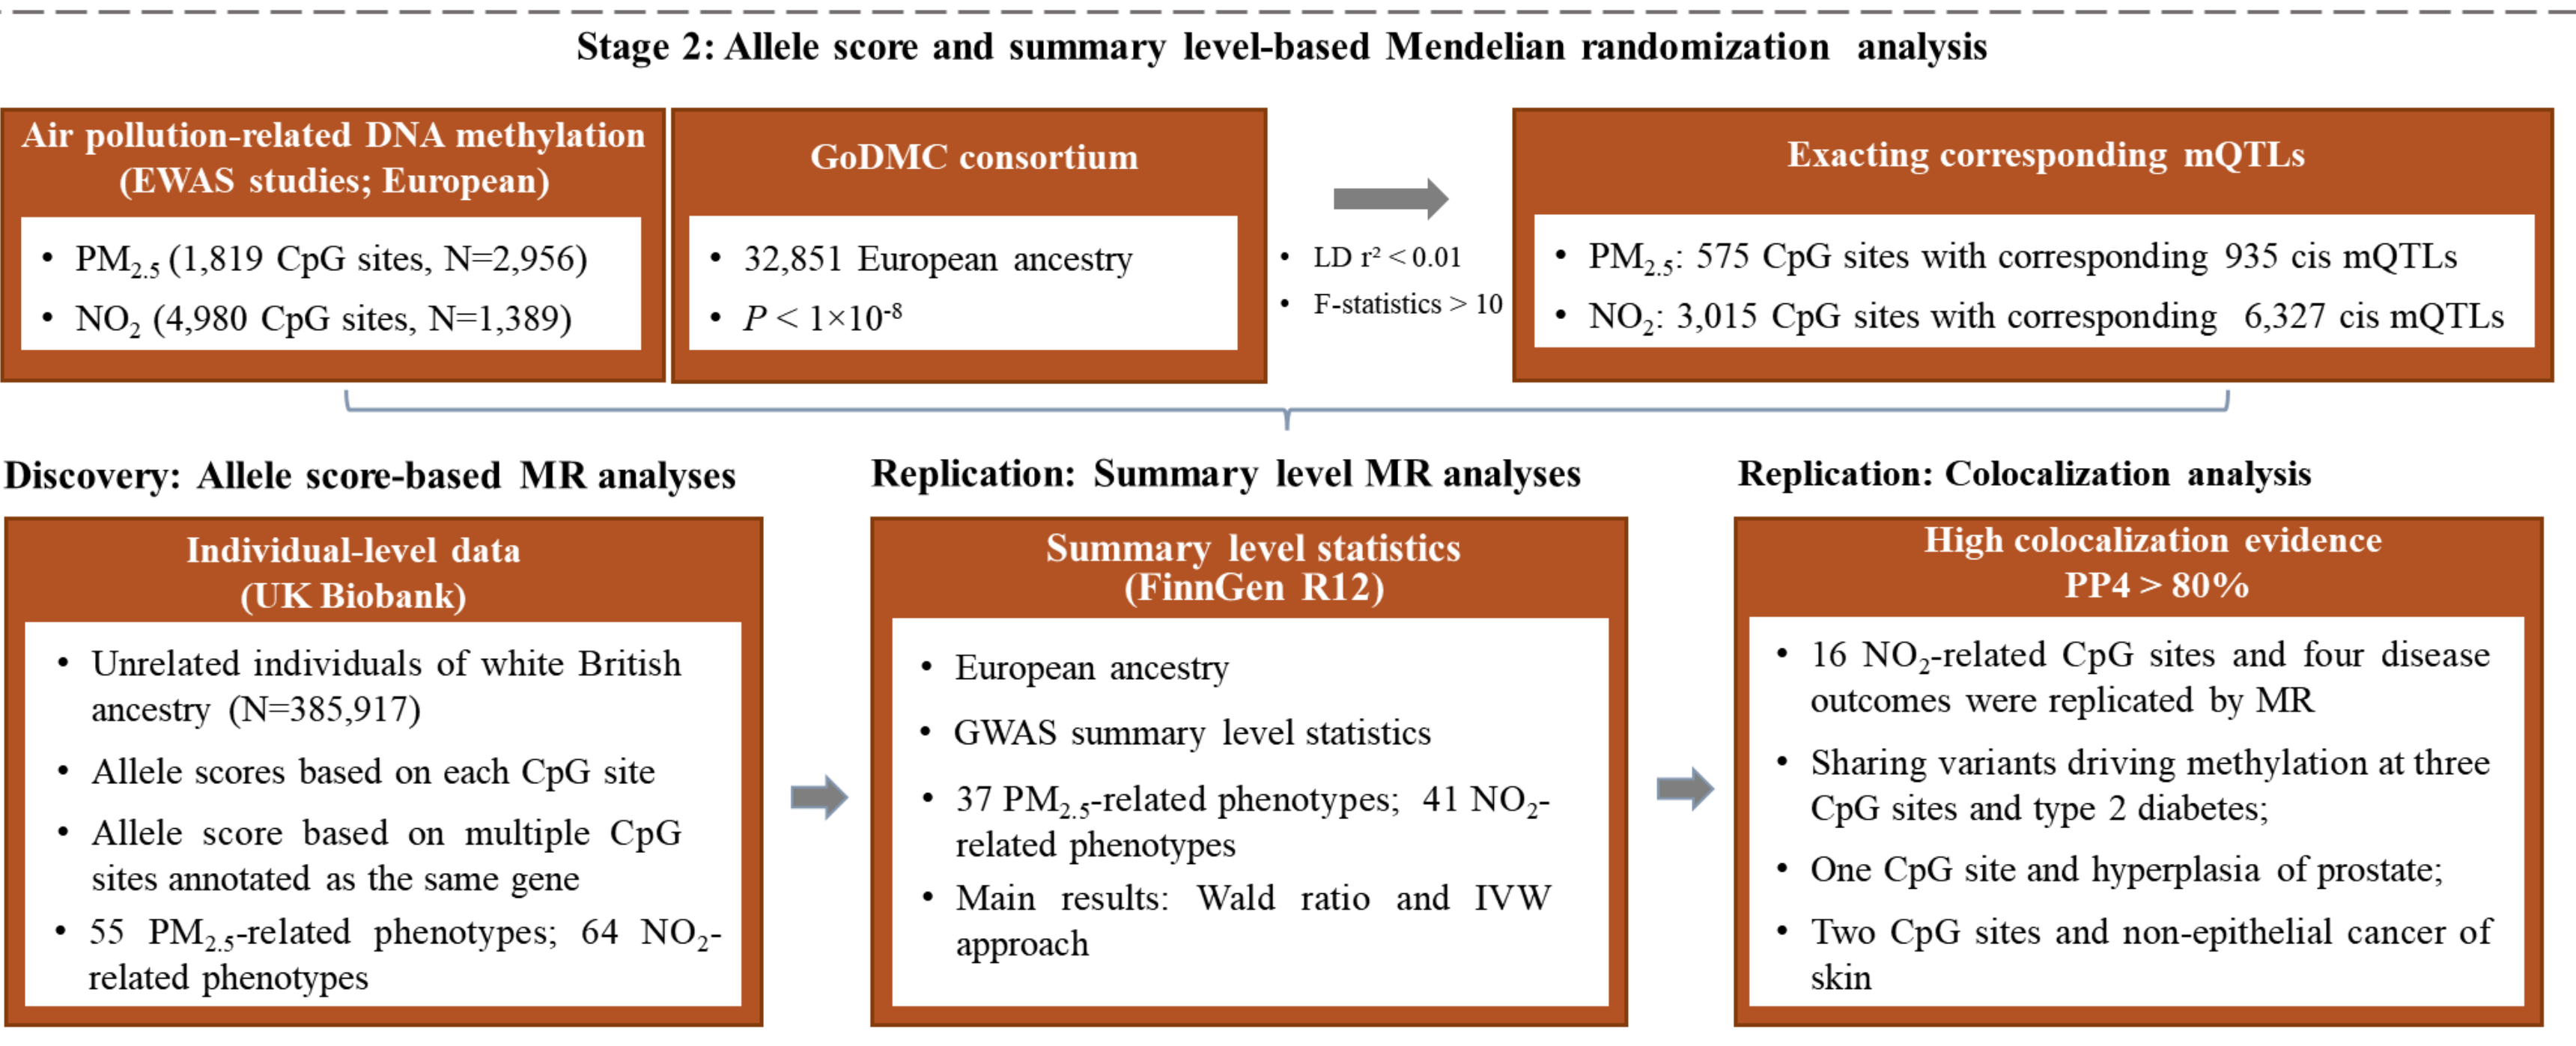 Stage 2: Allele score and summary level-based Mendelian randomization analysis
Air pollution-related DNA methylation
(EWAS studies; European)
• PM2.5 (1,819 CpG sites, N=2,956)
• NO2 (4,980 CpG sites, N=1,389)
GoDMC consortium
• 32,851 European ancestry
• P < 1×10-8
• LD r² < 0.01
• F-statistics > 10
Exacting corresponding mQTLs
• PM2.5: 575 CpG sites with corresponding 935 cis mQTLs
• NO2: 3,015 CpG sites with corresponding 6,327 cis mQTLs
Discovery: Allele score-based MR analyses
Individual-level data
(UK Biobank)
• Unrelated individuals of white British
ancestry (N=385,917)
• Allele scores based on each CpG site
• Allele score based on multiple CpG
sites annotated as the same gene
• 55 PM2.5-related phenotypes; 64 NO2-
related phenotypes
Replication: Summary level MR analyses
Summary level statistics
(FinnGen R12)
• European ancestry
• GWAS summary level statistics
• 37 PM2.5-related phenotypes; 41 NO2-
related phenotypes
• Main results: Wald ratio and IVW
approach
Replication: Colocalization analysis
High colocalization evidence
PP4 > 80%
• 16 NO2-related CpG sites and four disease
outcomes were replicated by MR
• Sharing variants driving methylation at three
CpG sites and type 2 diabetes;
• One CpG site and hyperplasia of prostate;
• Two CpG sites and non-epithelial cancer of
skin